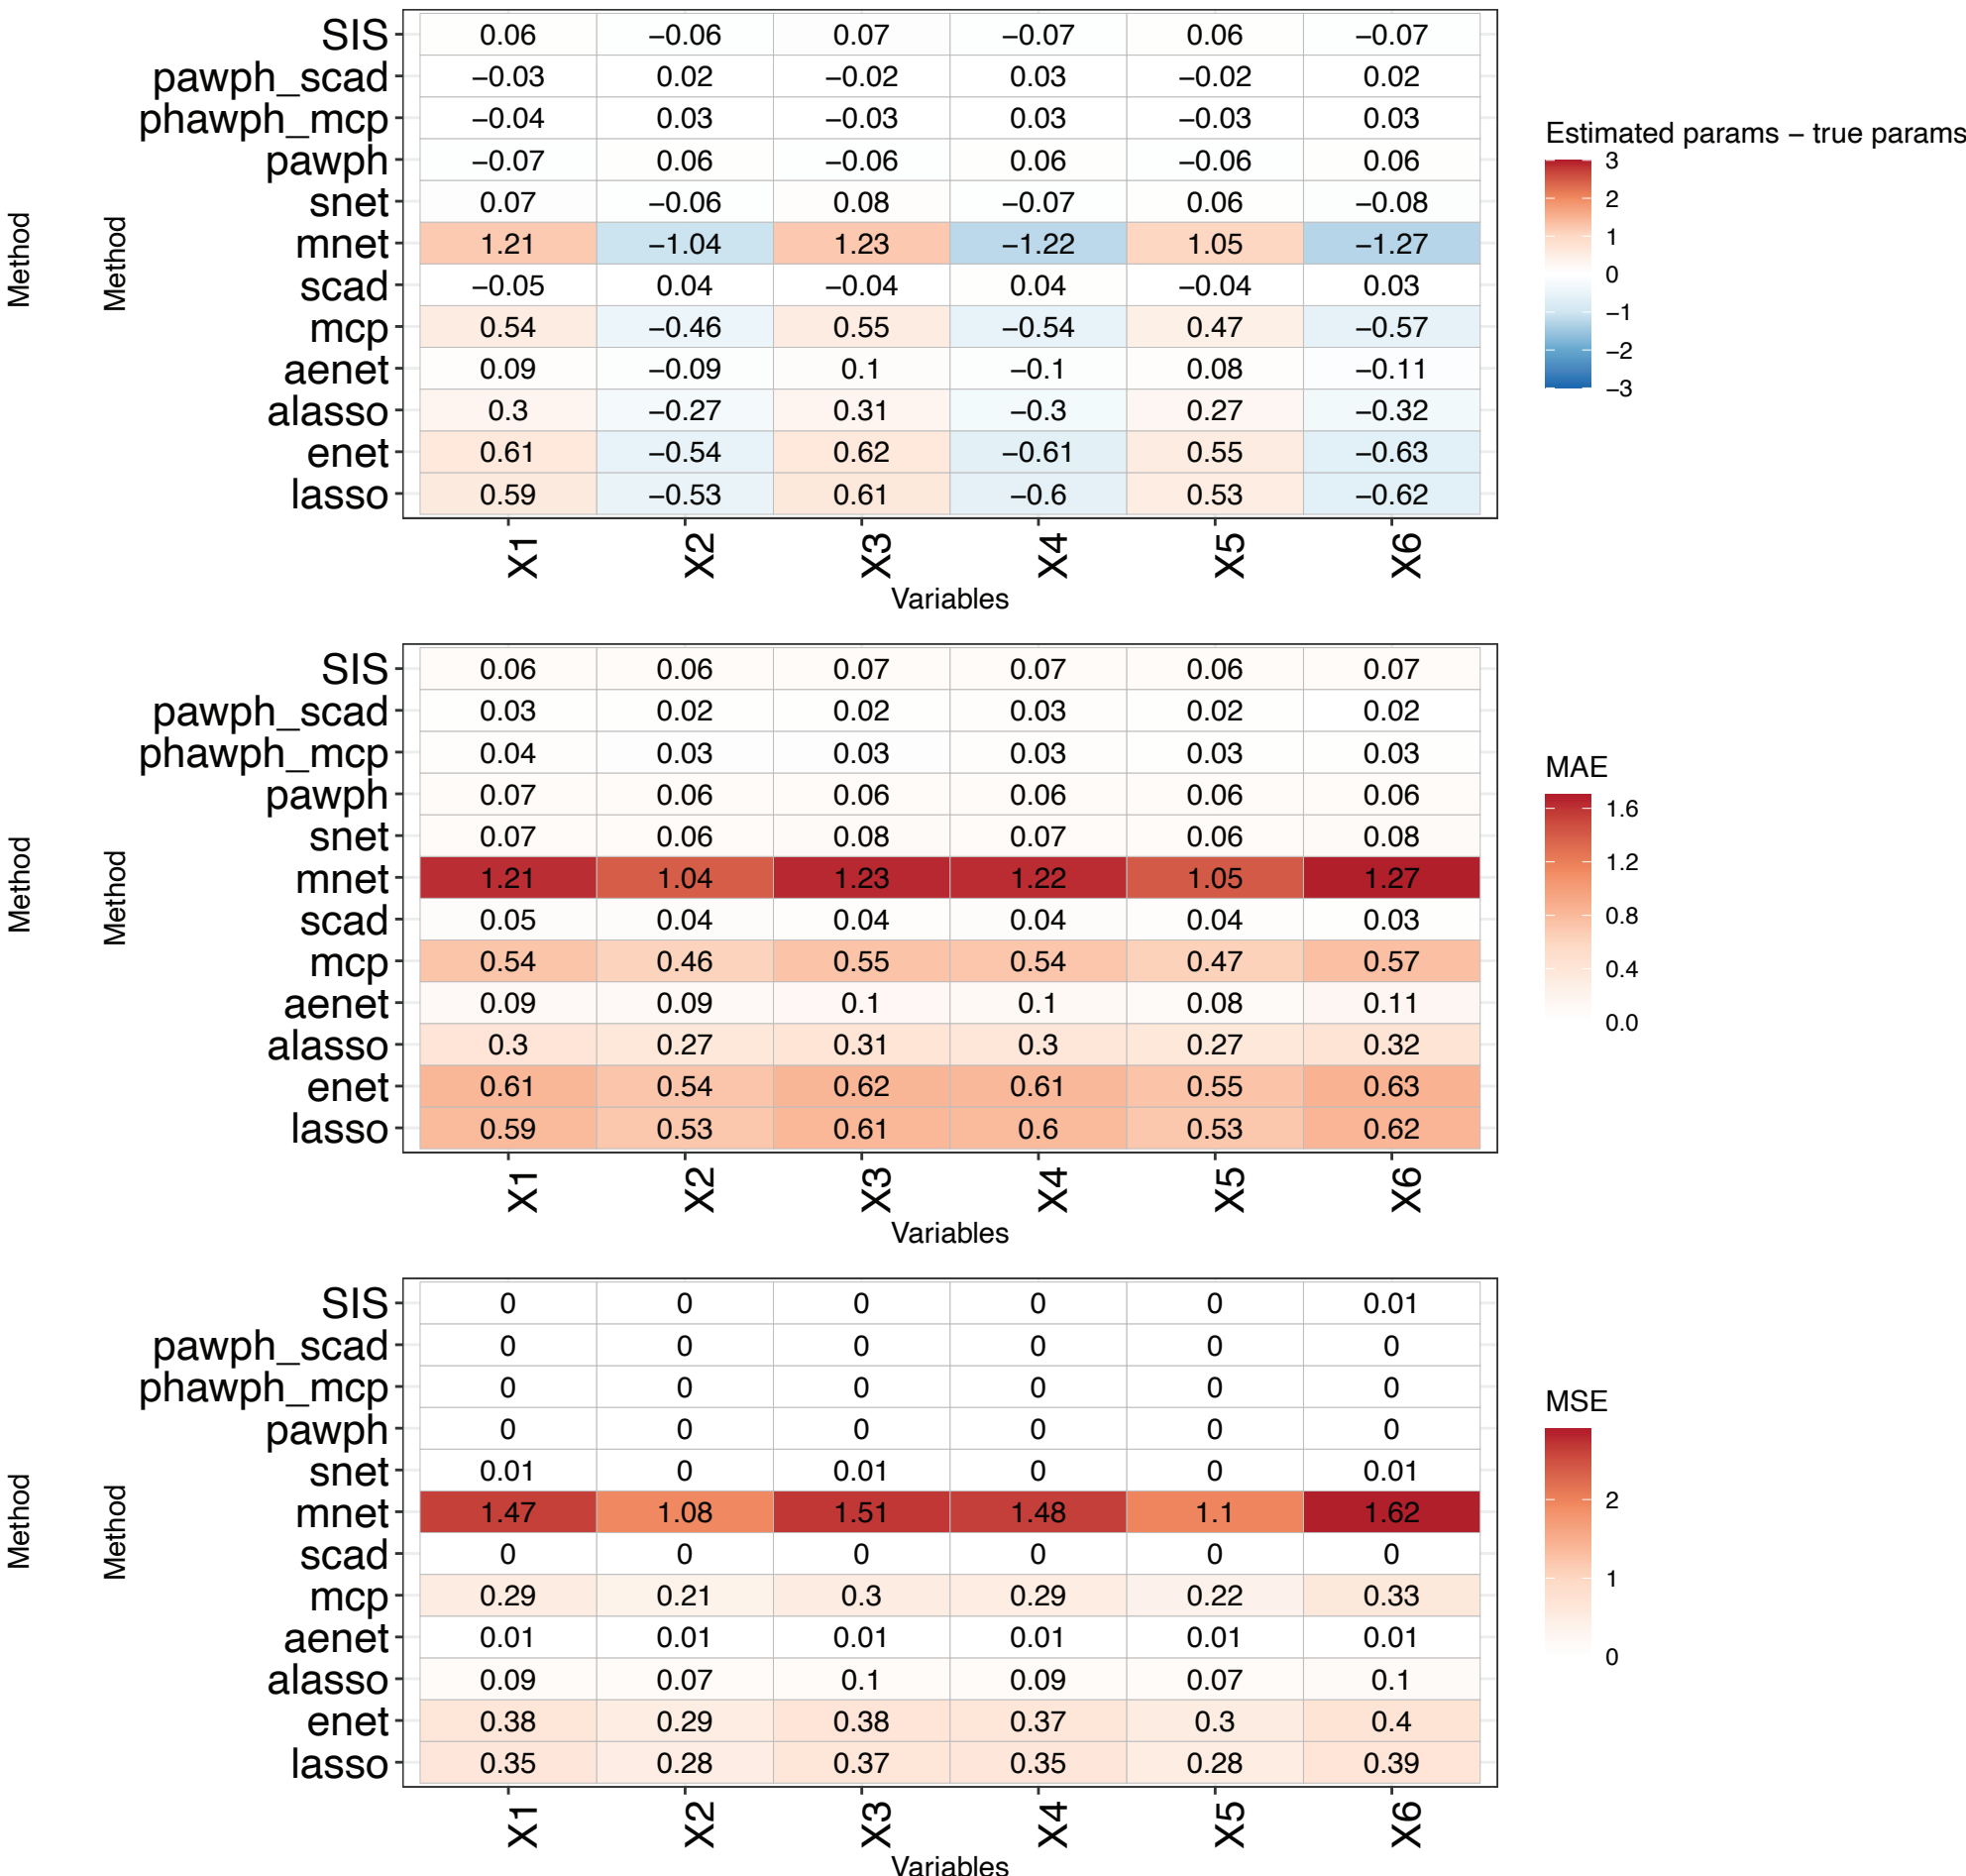 SIS 0.06 −0.06 0.07 −0.07 0.06 −0.07
pawph_scad −0.03 0.02 −0.02 0.03 −0.02 0.02
phawph_mcp −0.04 0.03 −0.03 0.03 −0.03 0.03
pawph −0.07 0.06 −0.06 0.06 −0.06 0.06
snet 0.07 −0.06 0.08 −0.07 0.06 −0.08
mnet 1.21 −1.04 1.23 −1.22 1.05 −1.27
scad −0.05 0.04 −0.04 0.04 −0.04 0.03
mcp 0.54 −0.46 0.55 −0.54 0.47 −0.57
aenet 0.09 −0.09 0.1 −0.1 0.08 −0.11
alasso 0.3 −0.27 0.31 −0.3 0.27 −0.32
enet 0.61 −0.54 0.62 −0.61 0.55 −0.63
lasso 0.59 −0.53 0.61 −0.6 0.53 −0.62
X1 X2 X3 X4 X5 X6
Variables
Method
Method
Estimated params − true params
3
2
1
0
−1
−2
−3
SIS 0.06 0.06 0.07 0.07 0.06 0.07
pawph_scad 0.03 0.02 0.02 0.03 0.02 0.02
phawph_mcp 0.04 0.03 0.03 0.03 0.03 0.03
pawph 0.07 0.06 0.06 0.06 0.06 0.06
snet 0.07 0.06 0.08 0.07 0.06 0.08
mnet 1.21 1.04 1.23 1.22 1.05 1.27
scad 0.05 0.04 0.04 0.04 0.04 0.03
mcp 0.54 0.46 0.55 0.54 0.47 0.57
aenet 0.09 0.09 0.1 0.1 0.08 0.11
alasso 0.3 0.27 0.31 0.3 0.27 0.32
enet 0.61 0.54 0.62 0.61 0.55 0.63
lasso 0.59 0.53 0.61 0.6 0.53 0.62
X1 X2 X3 X4 X5 X6
Variables
Method
Method
MAE
1.6
1.2
0.8
0.4
0.0
SIS 0 0 0 0 0 0.01
pawph_scad 0 0 0 0 0 0
phawph_mcp 0 0 0 0 0 0
pawph 0 0 0 0 0 0
snet 0.01 0 0.01 0 0 0.01
mnet 1.47 1.08 1.51 1.48 1.1 1.62
scad 0 0 0 0 0 0
mcp 0.29 0.21 0.3 0.29 0.22 0.33
aenet 0.01 0.01 0.01 0.01 0.01 0.01
alasso 0.09 0.07 0.1 0.09 0.07 0.1
enet 0.38 0.29 0.38 0.37 0.3 0.4
lasso 0.35 0.28 0.37 0.35 0.28 0.39
X1 X2 X3 X4 X5 X6
Variables
Method
Method
MSE
2
1
0